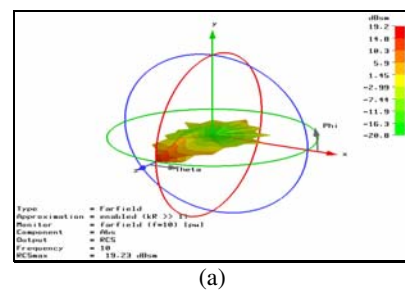 dBsm
y
19.2
14.8
10.3
5.9
1.45
-2.99
-7.44
-11.9
-16.3
-20.8
Phi
x
z
Theta
Type = Farfield
Approximation = enabled (kR >> 1)
Monitor = farfield (f=10) [pw]
Component = Abs
Output = RCS
Frequency = 10
RCSmax = 19.23 dBsm
(a)